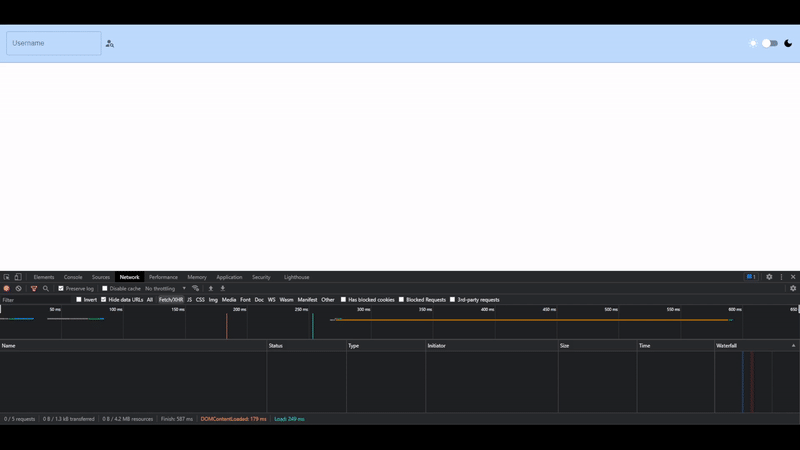 Username
Elements Console Sources Network Performance Memory Application Security Lighthouse 1
Preserve log Disable cache No throttling
Filter Invert Hide data URLs All Fetch/XHR JS CSS Img Media Font Doc WS Wasm Manifest Other Has blocked cookies Blocked Requests 3rd-party requests
50 ms 100 ms 150 ms 200 ms 250 ms 300 ms 350 ms 400 ms 450 ms 500 ms 550 ms 600 ms 650
Name Status Type Initiator Size Time Waterfall
0 / 5 requests 0 B / 1.3 kB transferred 0 B / 4.2 MB resources Finish: 587 ms DOMContentLoaded: 179 ms Load: 249 ms